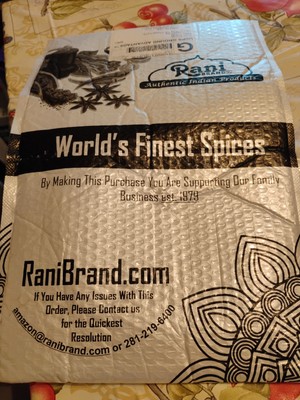 Rani
BRAND
Authentic Indian Products
World's Finest Spices
By Making This Purchase You Are Supporting Our Family
Business est. 1979
RaniBrand.com
If You Have Any Issues With This
Order, Please Contact us
for the Quickest
Resolution
amazon@ranibrand.com or 281-219-6400